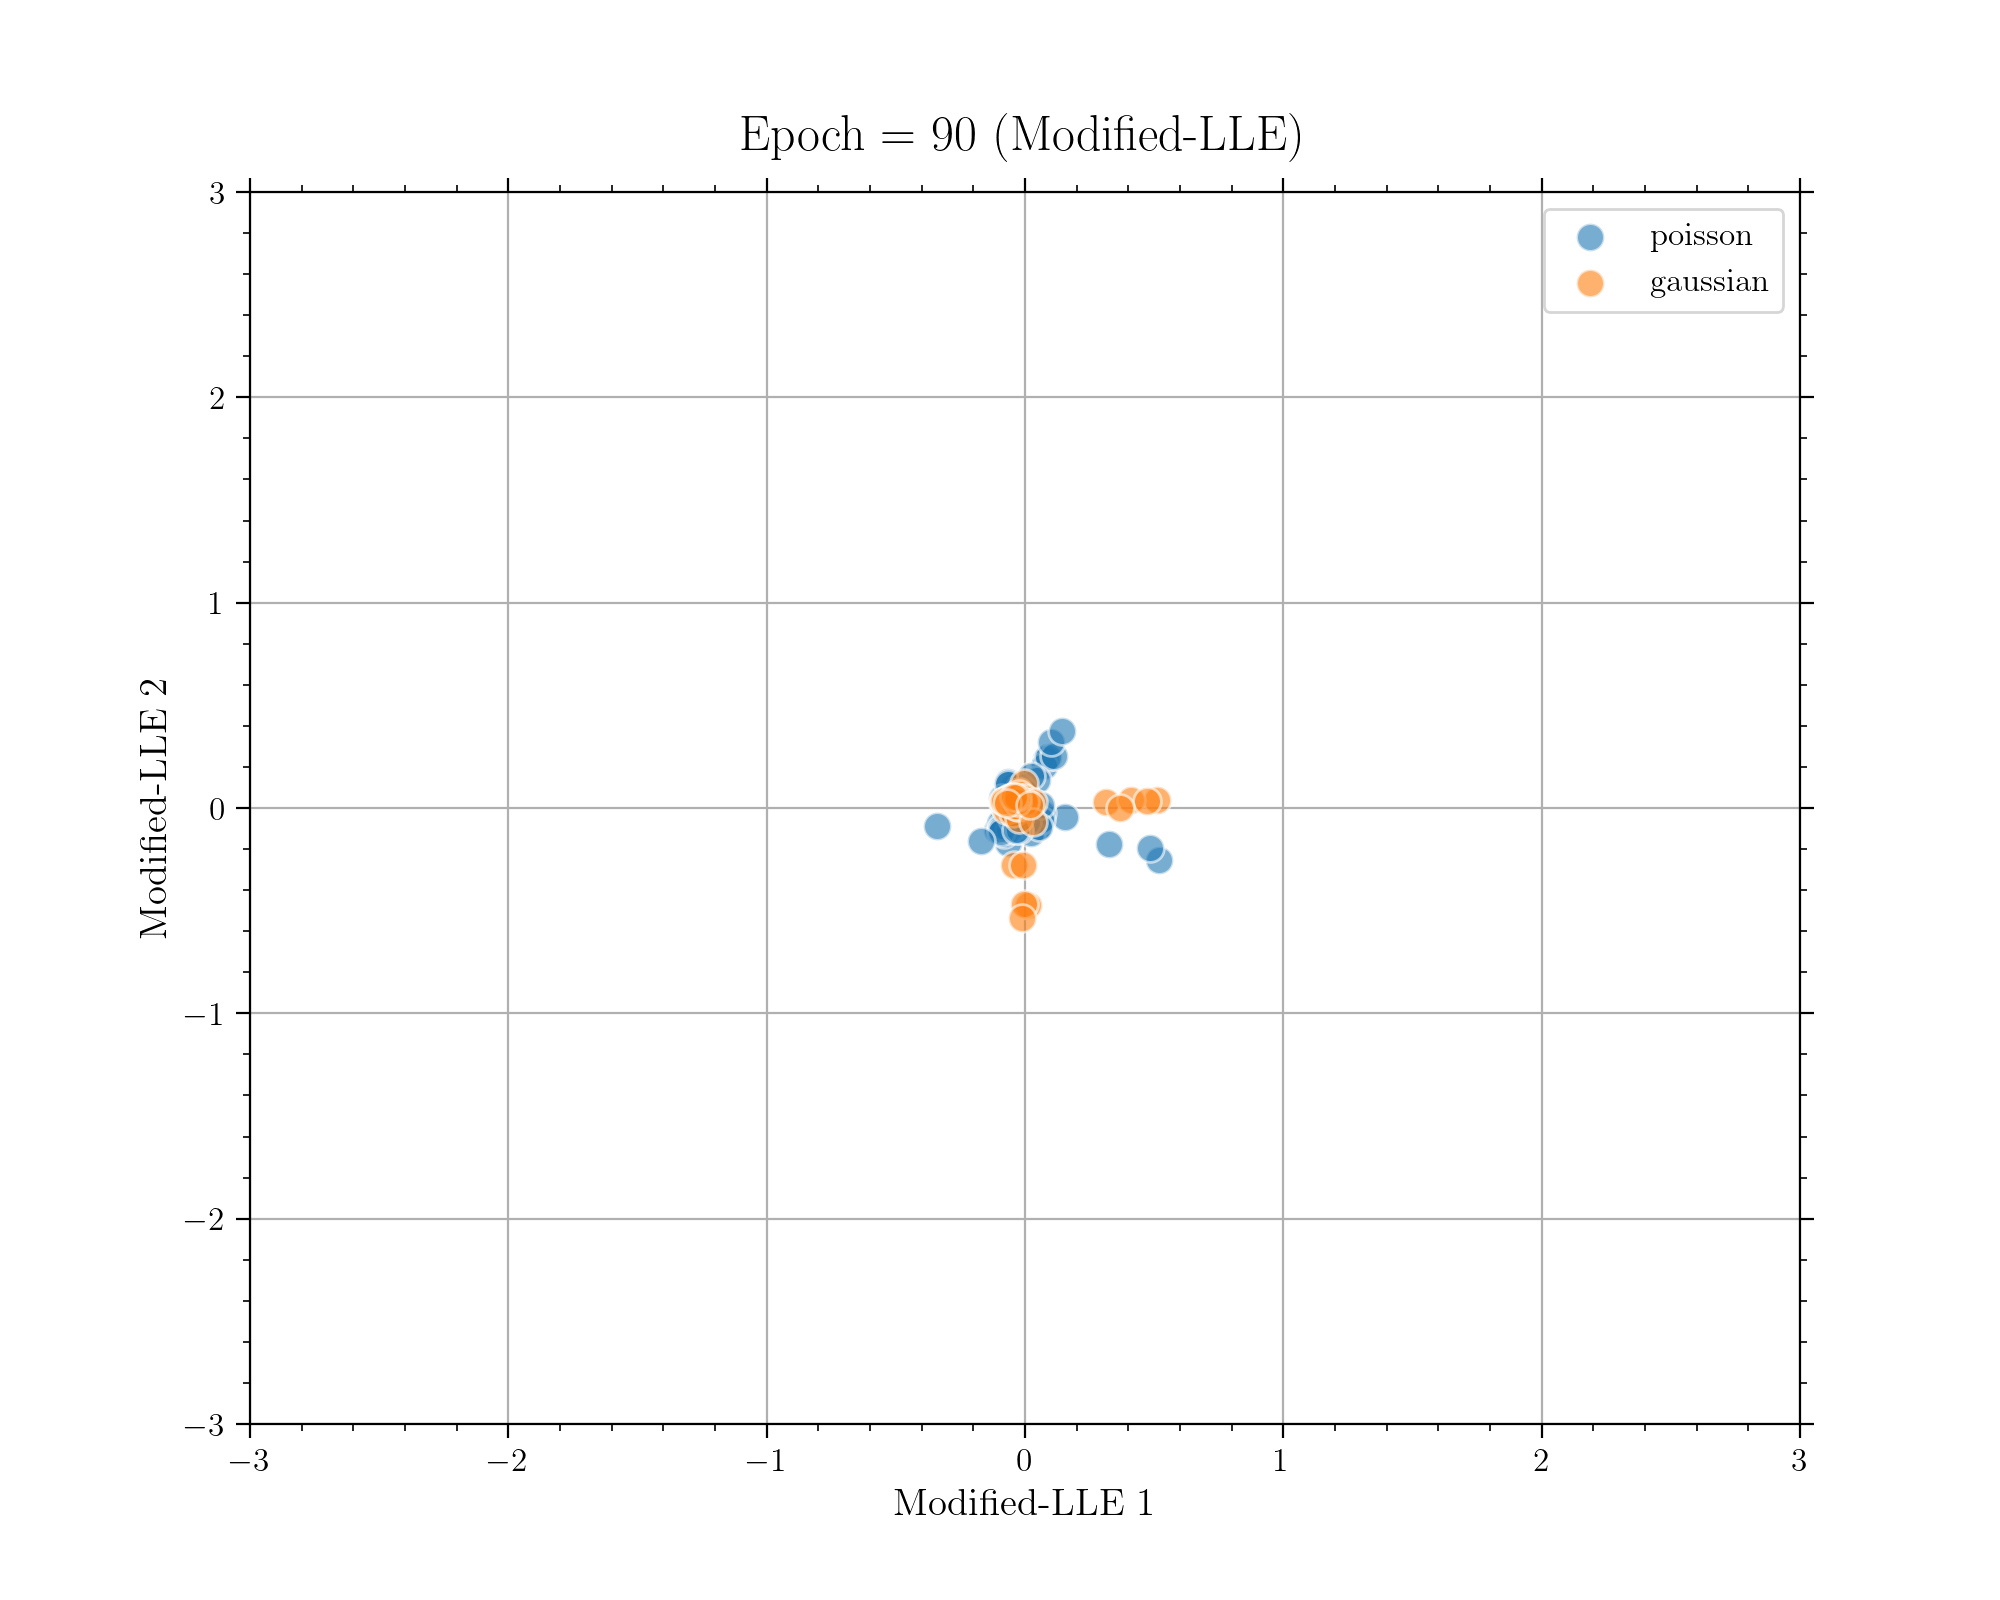 Epoch = 90 (Modified-LLE)
poisson
gaussian
3
2
1
0
−1
−2
−3
Modified-LLE 2
−3
−2
−1
0
1
2
3
Modified-LLE 1